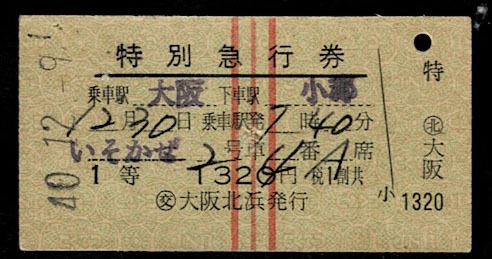 特別急行券
乗車駅 大阪 下車駅 小郡
12月30日 乗車駅発 7時40分
いそかぜ 2号車 番 A席
1等 1320円 税1割共
㊋大阪北浜発行
40.12.-9.1
特
㊗大阪
小 1320